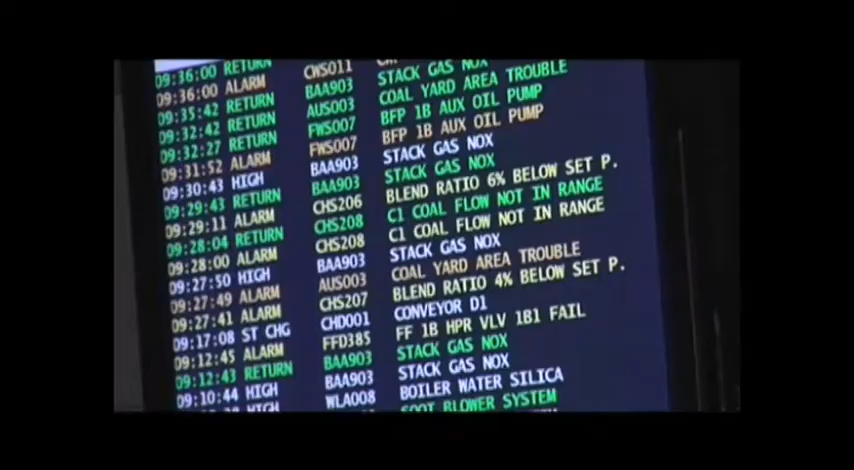 09:36:00 RETURN
09:36:00 ALARM CWS011
09:35:42 RETURN BAA903 STACK GAS NOX
09:32:42 RETURN AUS003 COAL YARD AREA TROUBLE
09:32:27 RETURN FWS007 BFP 1B AUX OIL PUMP
09:31:52 ALARM FWS007 BFP 1B AUX OIL PUMP
09:30:43 HIGH BAA903 STACK GAS NOX
09:29:43 RETURN BAA903 STACK GAS NOX
09:29:11 ALARM CHS206 BLEND RATIO 6% BELOW SET P.
09:28:04 RETURN CHS208 C1 COAL FLOW NOT IN RANGE
09:28:00 ALARM CHS208 C1 COAL FLOW NOT IN RANGE
09:27:50 HIGH BAA903 STACK GAS NOX
09:27:49 ALARM AUS003 COAL YARD AREA TROUBLE
09:27:41 ALARM CHS207 BLEND RATIO 4% BELOW SET P.
09:17:08 ST CHG CHD001 CONVEYOR D1
09:12:45 ALARM FFD385 FF 1B HPR VLV 1B1 FAIL
09:12:43 RETURN BAA903 STACK GAS NOX
09:10:44 HIGH BAA903 STACK GAS NOX
HIGH WLA008 BOILER WATER SILICA
SOOT BLOWER SYSTEM